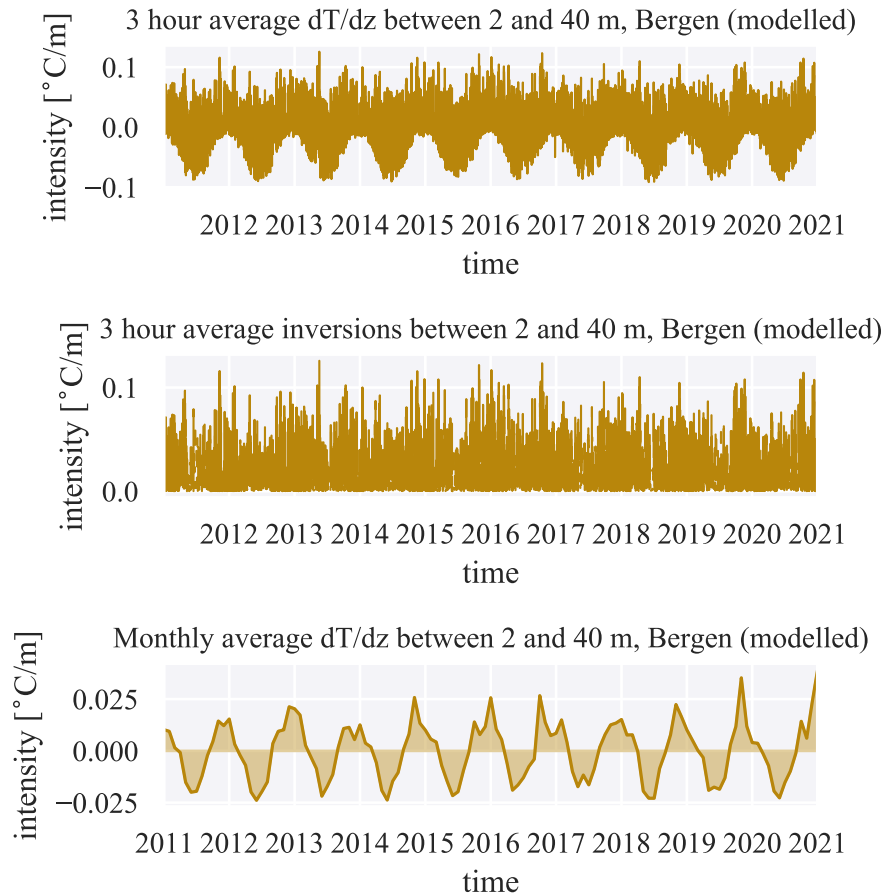 3 hour average dT/dz between 2 and 40 m, Bergen (modelled)
intensity [˚C/m]
0.1
0.0
−0.1
2012 2013 2014 2015 2016 2017 2018 2019 2020 2021
time
3 hour average inversions between 2 and 40 m, Bergen (modelled)
intensity [˚C/m]
0.1
0.0
2012 2013 2014 2015 2016 2017 2018 2019 2020 2021
time
Monthly average dT/dz between 2 and 40 m, Bergen (modelled)
intensity [˚C/m]
0.025
0.000
−0.025
2011 2012 2013 2014 2015 2016 2017 2018 2019 2020 2021
time